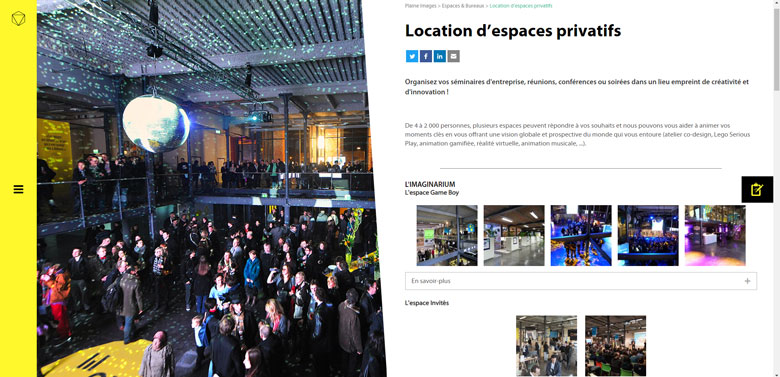 Plaine Images > Espaces & Bureaux > Location d'espaces privatifs
Location d'espaces privatifs
Organisez vos séminaires d'entreprise, réunions, conférences ou soirées dans un lieu empreint de créativité et
d'innovation !
De 4 à 2 000 personnes, plusieurs espaces peuvent répondre à vos souhaits et nous pouvons vous aider à animer vos
moments clés en vous offrant une vision globale et prospective du monde qui vous entoure (atelier co-design, Lego Serious
Play, animation gamifiée, réalité virtuelle, animation musicale, ...).
L'IMAGINARIUM
L'espace Game Boy
En savoir-plus
L'espace Invités